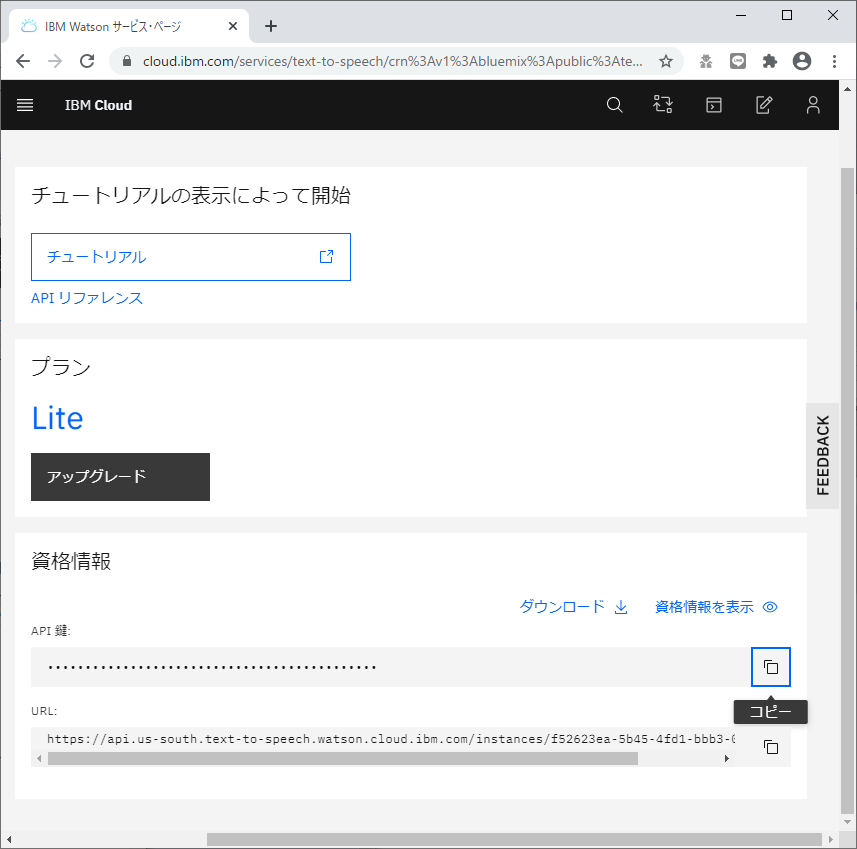 IBM Watson サービス・ページ
cloud.ibm.com/services/text-to-speech/crn%3Av1%3Abluemix%3Apublic%3Ate...
IBM Cloud
チュートリアルの表示によって開始
チュートリアル
API リファレンス
プラン
Lite
アップグレード
FEEDBACK
資格情報
ダウンロード
資格情報を表示
API 鍵:
コピー
URL:
https://api.us-south.text-to-speech.watson.cloud.ibm.com/instances/f52623ea-5b45-4fd1-bbb3-